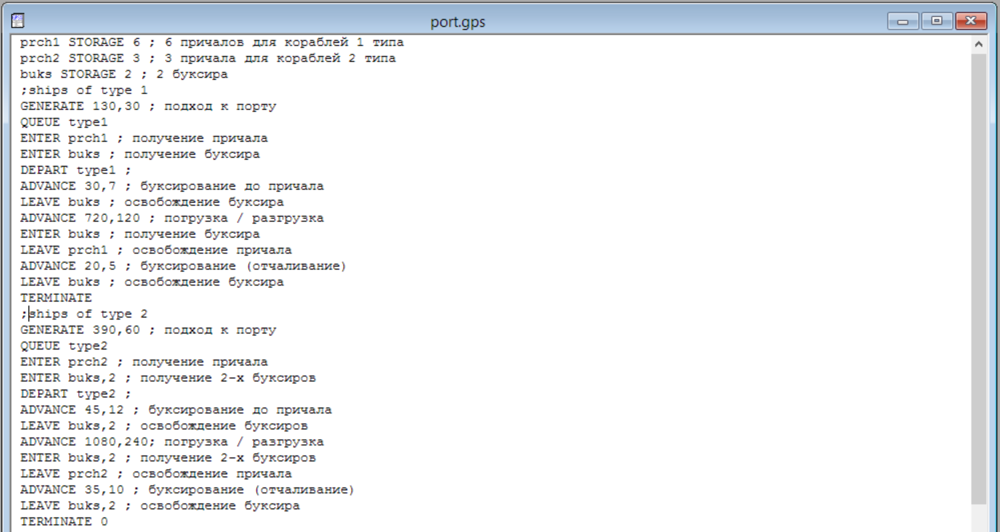 port.gps
prch1 STORAGE 6 ; 6 причалов для кораблей 1 типа
prch2 STORAGE 3 ; 3 причала для кораблей 2 типа
buks STORAGE 2 ; 2 буксира
;ships of type 1
GENERATE 130,30 ; подход к порту
QUEUE type1
ENTER prch1 ; получение причала
ENTER buks ; получение буксира
DEPART type1 ;
ADVANCE 30,7 ; буксирование до причала
LEAVE buks ; освобождение буксира
ADVANCE 720,120 ; погрузка / разгрузка
ENTER buks ; получение буксира
LEAVE prch1 ; освобождение причала
ADVANCE 20,5 ; буксирование (отчаливание)
LEAVE buks ; освобождение буксира
TERMINATE
;ships of type 2
GENERATE 390,60 ; подход к порту
QUEUE type2
ENTER prch2 ; получение причала
ENTER buks,2 ; получение 2-х буксиров
DEPART type2 ;
ADVANCE 45,12 ; буксирование до причала
LEAVE buks,2 ; освобождение буксиров
ADVANCE 1080,240; погрузка / разгрузка
ENTER buks,2 ; получение 2-х буксиров
LEAVE prch2 ; освобождение причала
ADVANCE 35,10 ; буксирование (отчаливание)
LEAVE buks,2 ; освобождение буксира
TERMINATE 0